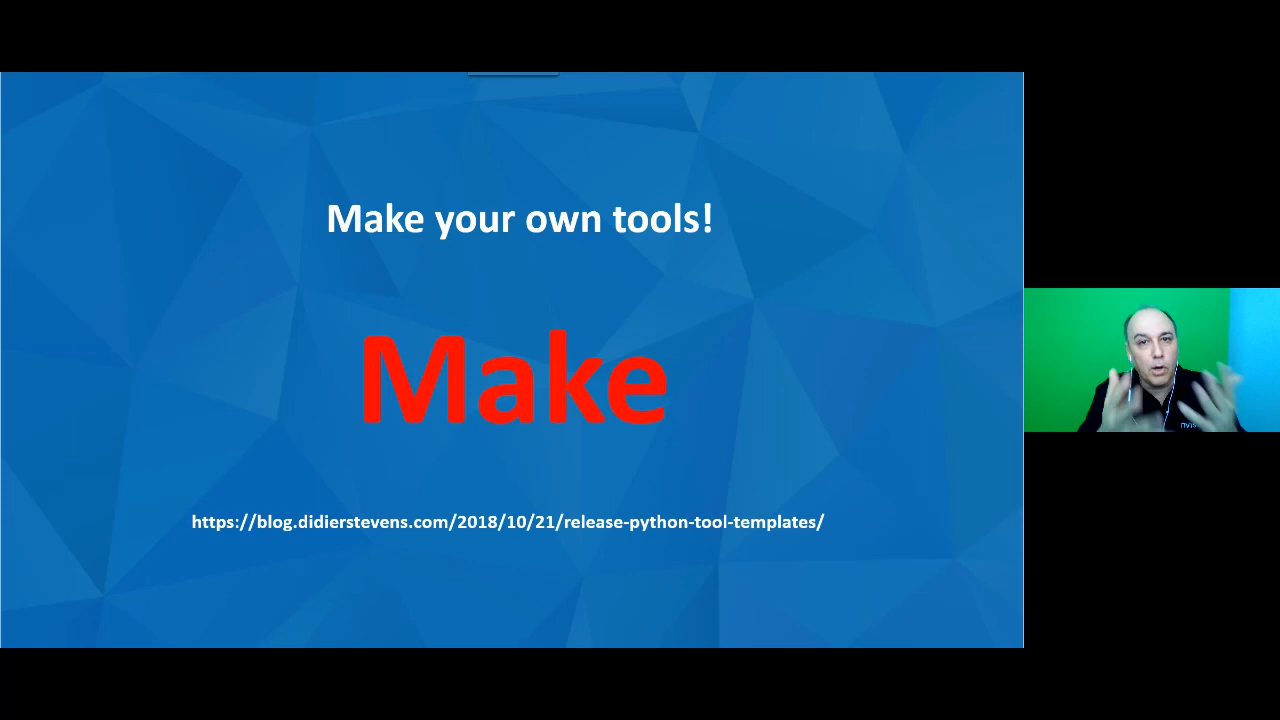 Make your own tools!
Make
https://blog.didierstevens.com/2018/10/21/release-python-tool-templates/